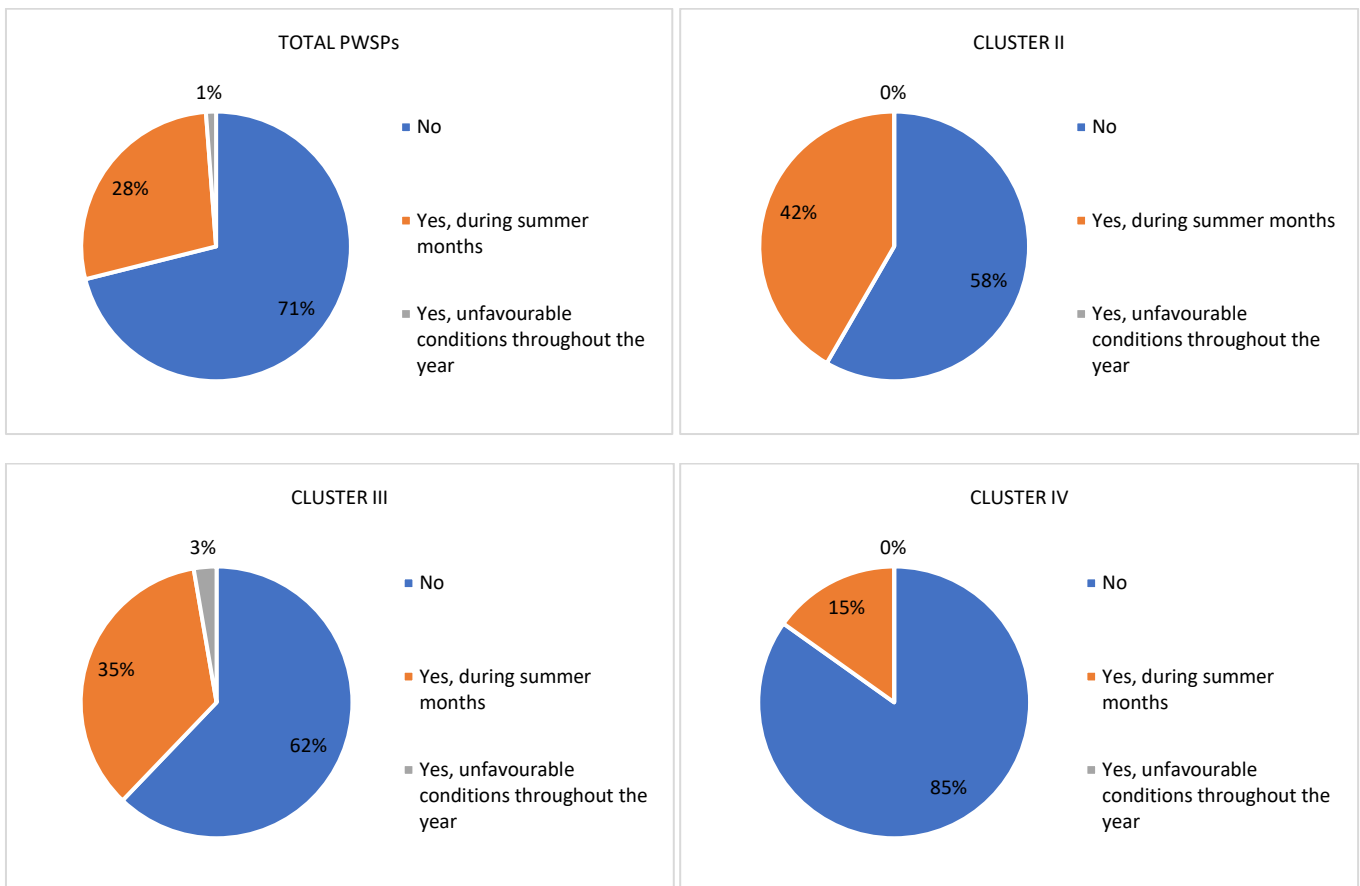 TOTAL PWSPs
1%
28%
71%
No
Yes, during summer
months
Yes, unfavourable
conditions throughout the
year
CLUSTER II
0%
42%
58%
No
Yes, during summer months
Yes, unfavourable
conditions throughout the
year
CLUSTER III
3%
35%
62%
No
Yes, during summer
months
Yes, unfavourable
conditions throughout the
year
CLUSTER IV
0%
15%
85%
No
Yes, during summer
months
Yes, unfavourable
conditions throughout the
year